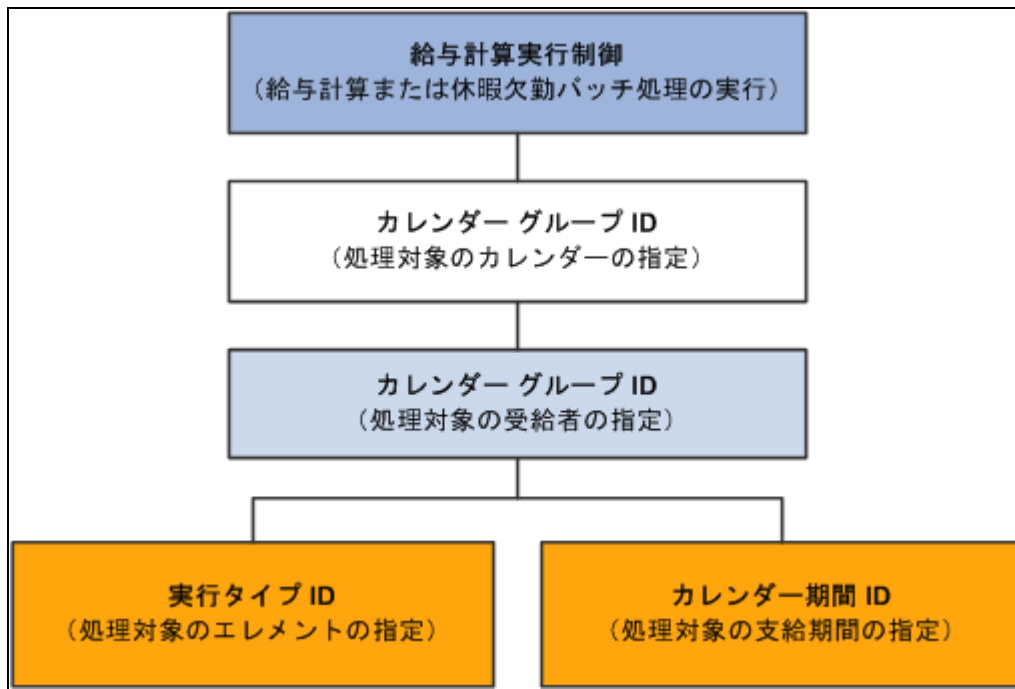 給与計算実行制御
（給与計算または休暇欠勤バッチ処理の実行）
カレンダー グループ ID
（処理対象のカレンダーの指定）
カレンダー グループ ID
（処理対象の受給者の指定）
実行タイプ ID
（処理対象のエレメントの指定）
カレンダー期間 ID
（処理対象の支給期間の指定）